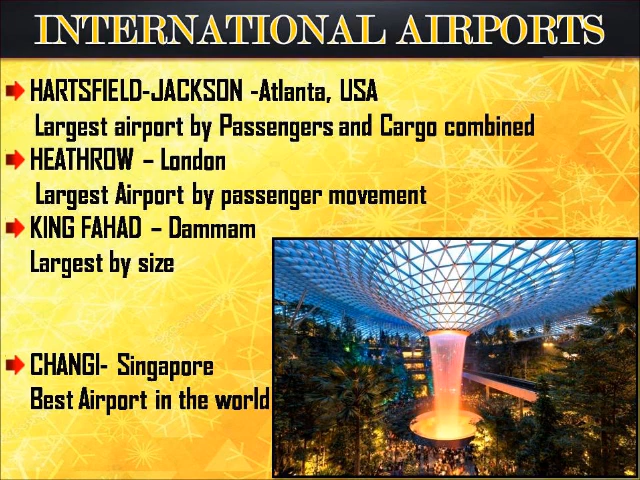 INTERNATIONAL AIRPORTS
HARTSFIELD-JACKSON -Atlanta, USA
Largest airport by Passengers and Cargo combined
HEATHROW – London
Largest Airport by passenger movement
KING FAHAD – Dammam
Largest by size
CHANGI- Singapore
Best Airport in the world